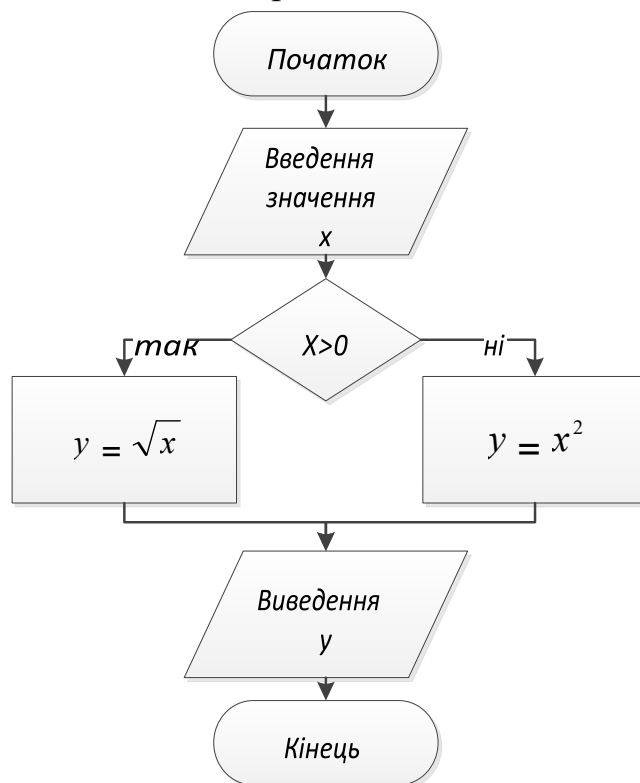 Початок
Введення
значення
x
X>0
так
ні
y = √x
y = x²
Виведення
y
Кінець